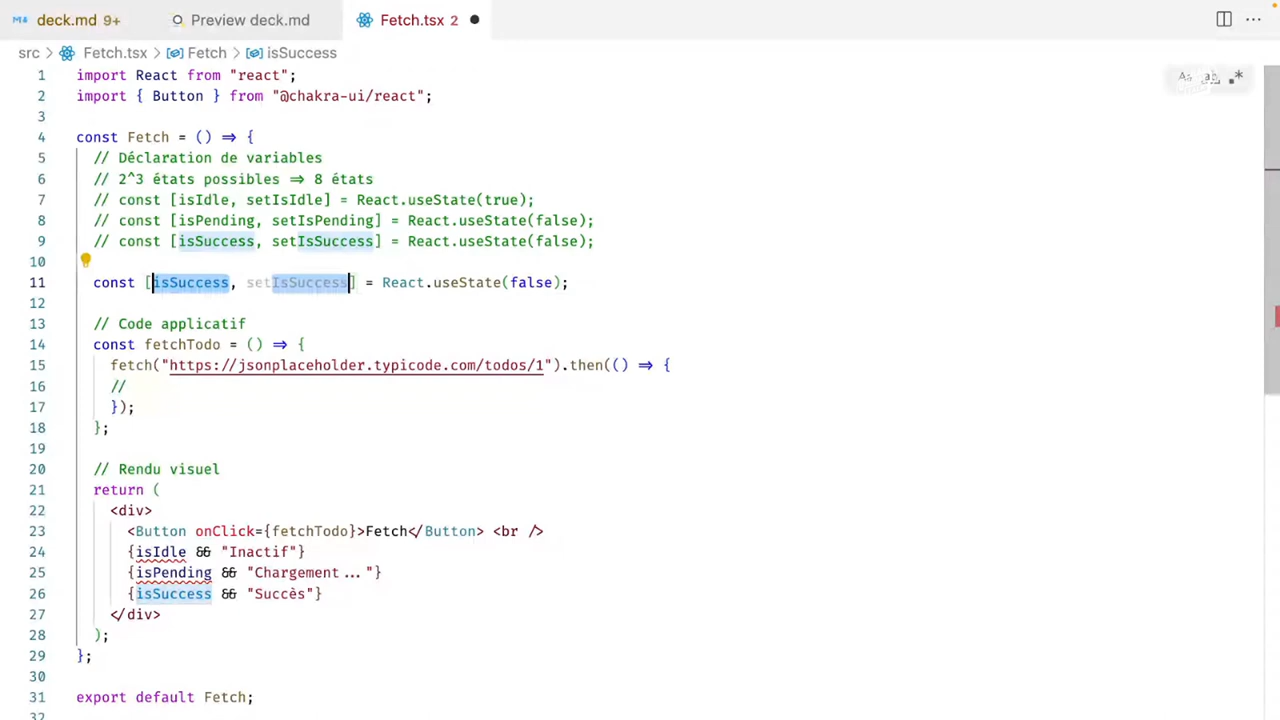 deck.md 9+ Preview deck.md Fetch.tsx 2
src > Fetch.tsx > Fetch > isSuccess
1 import React from "react";
2 import { Button } from "@chakra-ui/react";
3
4 const Fetch = () => {
5 // Déclaration de variables
6 // 2^3 états possibles => 8 états
7 // const [isIdle, setIsIdle] = React.useState(true);
8 // const [isPending, setIsPending] = React.useState(false);
9 // const [isSuccess, setIsSuccess] = React.useState(false);
10
11 const [isSuccess, setIsSuccess] = React.useState(false);
12
13 // Code applicatif
14 const fetchTodo = () => {
15 fetch("https://jsonplaceholder.typicode.com/todos/1").then(() => {
16 //
17 });
18 };
19
20 // Rendu visuel
21 return (
22 <div>
23 <Button onClick={fetchTodo}>Fetch</Button> <br />
24 {isIdle && "Inactif"}
25 {isPending && "Chargement..."}
26 {isSuccess && "Succès"}
27 </div>
28 );
29 };
30
31 export default Fetch;
32